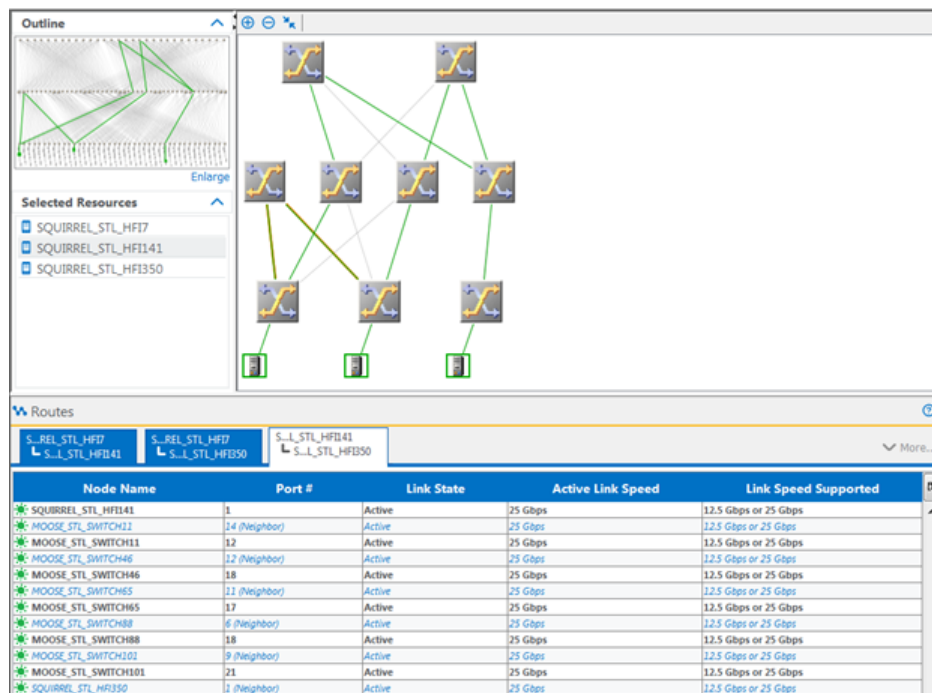 Outline
Enlarge
Selected Resources
SQUIRREL_STL_HFI7
SQUIRREL_STL_HFI141
SQUIRREL_STL_HFI350
Routes
S...REL_STL_HFI7
S...L_STL_HFI141
S...REL_STL_HFI7
S...L_STL_HFI350
S...L_STL_HFI141
S...L_STL_HFI350
More...
Node Name Port # Link State Active Link Speed Link Speed Supported
SQUIRREL_STL_HFI141 1 Active 25 Gbps 12.5 Gbps or 25 Gbps
MOOSE_STL_SWITCH11 14 (Neighbor) Active 25 Gbps 12.5 Gbps or 25 Gbps
MOOSE_STL_SWITCH11 12 Active 25 Gbps 12.5 Gbps or 25 Gbps
MOOSE_STL_SWITCH46 12 (Neighbor) Active 25 Gbps 12.5 Gbps or 25 Gbps
MOOSE_STL_SWITCH46 18 Active 25 Gbps 12.5 Gbps or 25 Gbps
MOOSE_STL_SWITCH65 11 (Neighbor) Active 25 Gbps 12.5 Gbps or 25 Gbps
MOOSE_STL_SWITCH65 17 Active 25 Gbps 12.5 Gbps or 25 Gbps
MOOSE_STL_SWITCH88 6 (Neighbor) Active 25 Gbps 12.5 Gbps or 25 Gbps
MOOSE_STL_SWITCH88 18 Active 25 Gbps 12.5 Gbps or 25 Gbps
MOOSE_STL_SWITCH101 9 (Neighbor) Active 25 Gbps 12.5 Gbps or 25 Gbps
MOOSE_STL_SWITCH101 21 Active 25 Gbps 12.5 Gbps or 25 Gbps
SQUIRREL_STL_HFI350 1 (Neighbor) Active 25 Gbps 12.5 Gbps or 25 Gbps